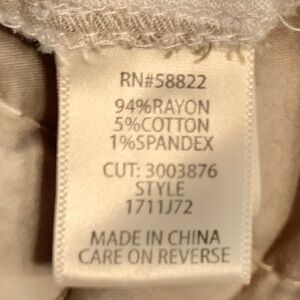 RN#58822
94%RAYON
5%COTTON
1%SPANDEX
CUT: 3003876
STYLE
1711J72
MADE IN CHINA
CARE ON REVERSE